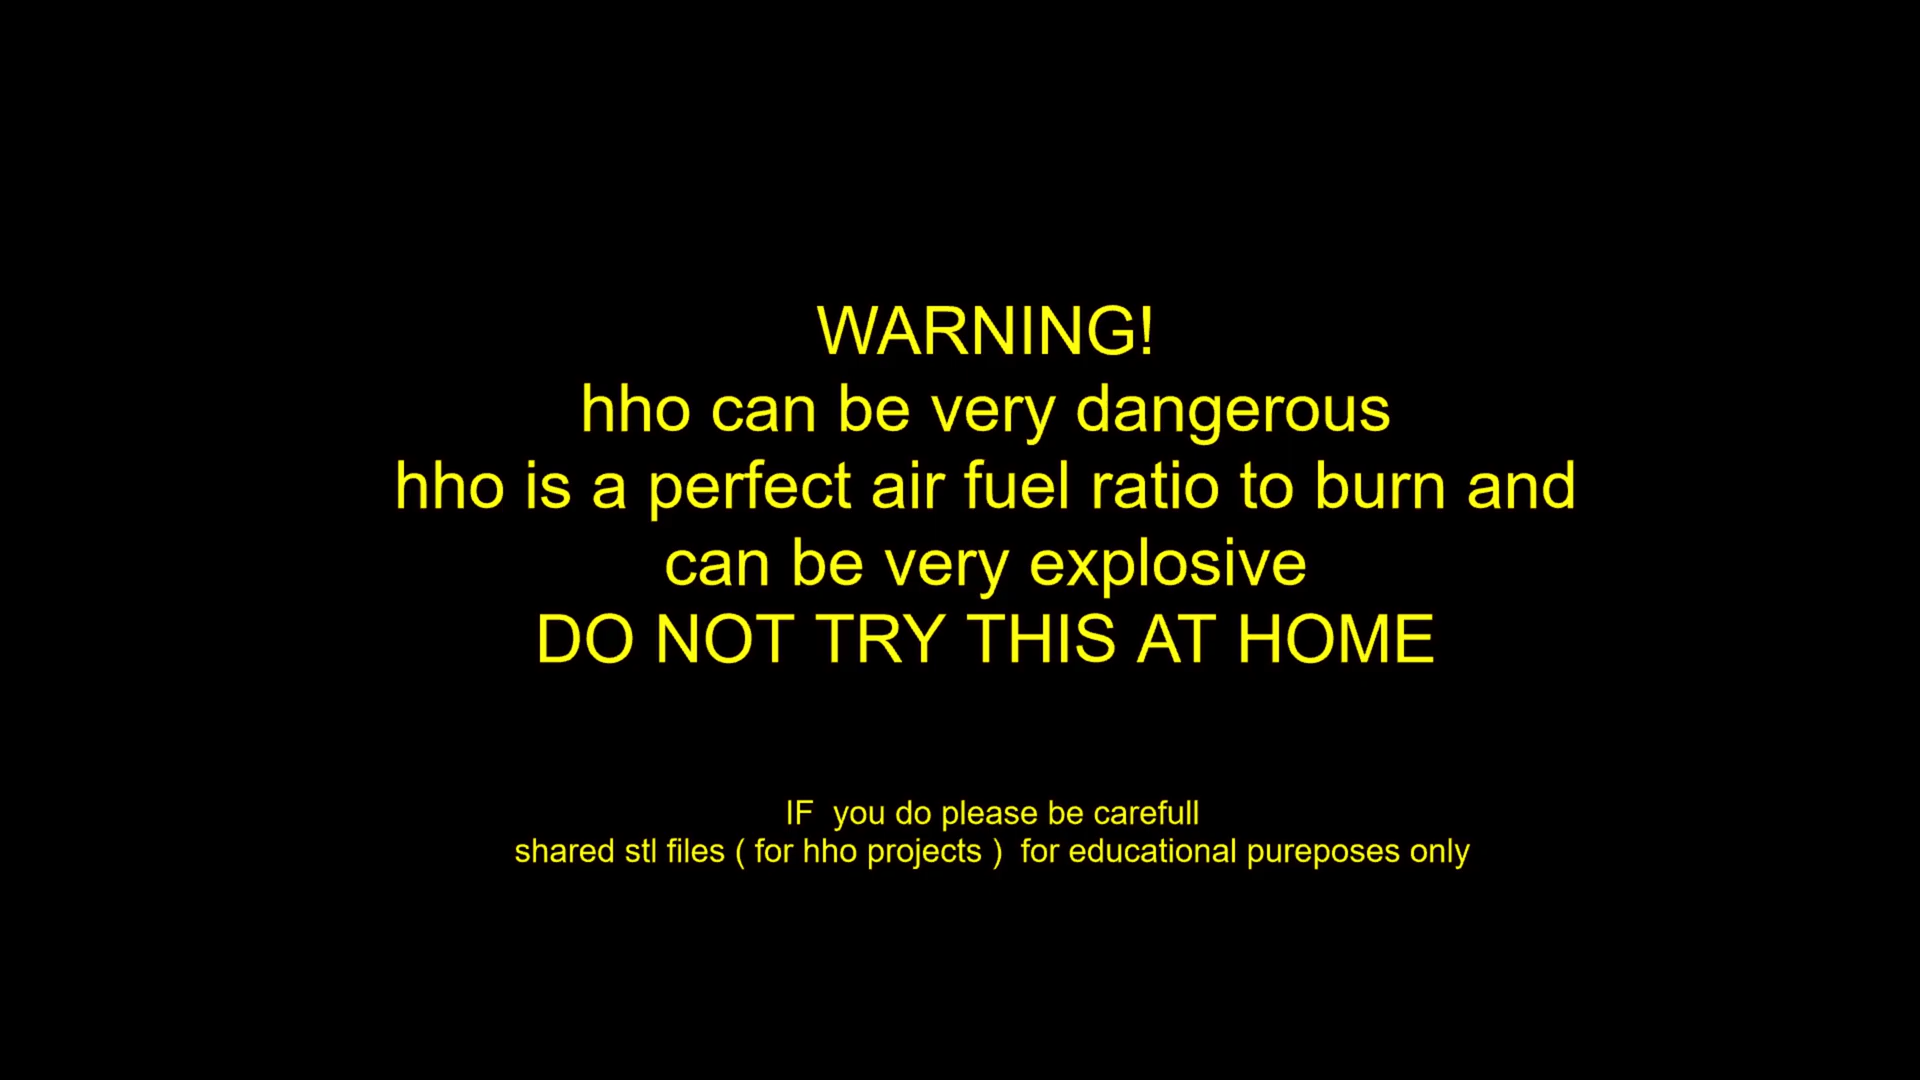 WARNING!
hho can be very dangerous
hho is a perfect air fuel ratio to burn and
can be very explosive
DO NOT TRY THIS AT HOME
IF  you do please be carefull
shared stl files ( for hho projects )  for educational pureposes only